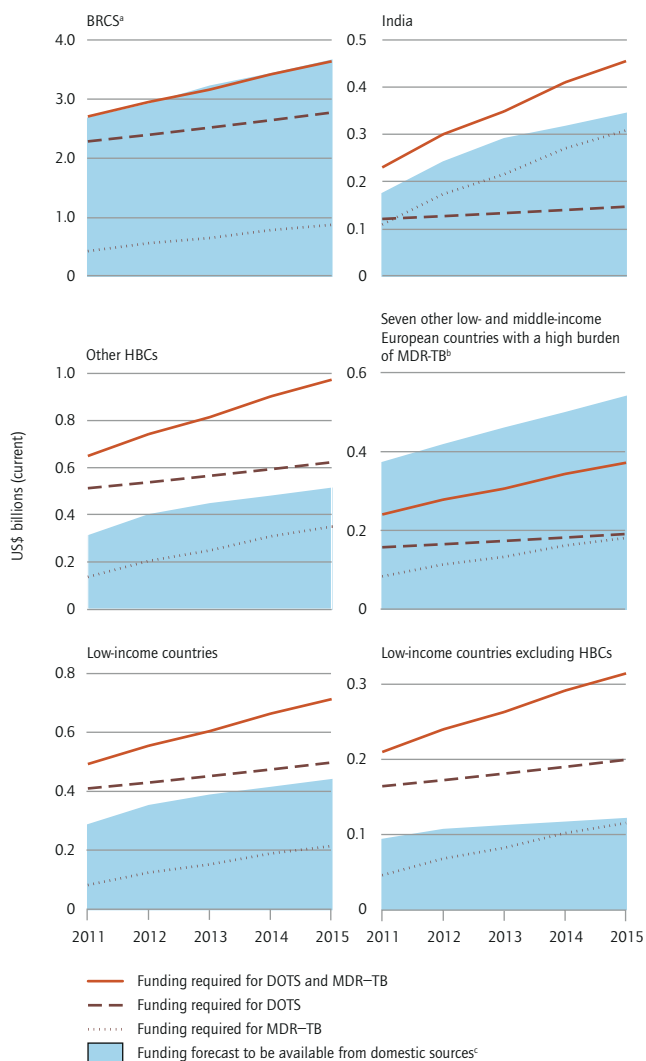 BRCSᵃ
4.0
3.0
2.0
1.0
0
India
0.5
0.4
0.3
0.2
0.1
0
US$ billions (current)
Other HBCs
1.0
0.8
0.6
0.4
0.2
0
Seven other low- and middle-income
European countries with a high burden
of MDR-TBᵇ
0.6
0.4
0.2
0
Low-income countries
0.8
0.6
0.4
0.2
0
2011 2012 2013 2014 2015
Low-income countries excluding HBCs
0.3
0.2
0.1
0
2011 2012 2013 2014 2015
Funding required for DOTS and MDR–TB
Funding required for DOTS
Funding required for MDR–TB
Funding forecast to be available from domestic sourcesᶜ